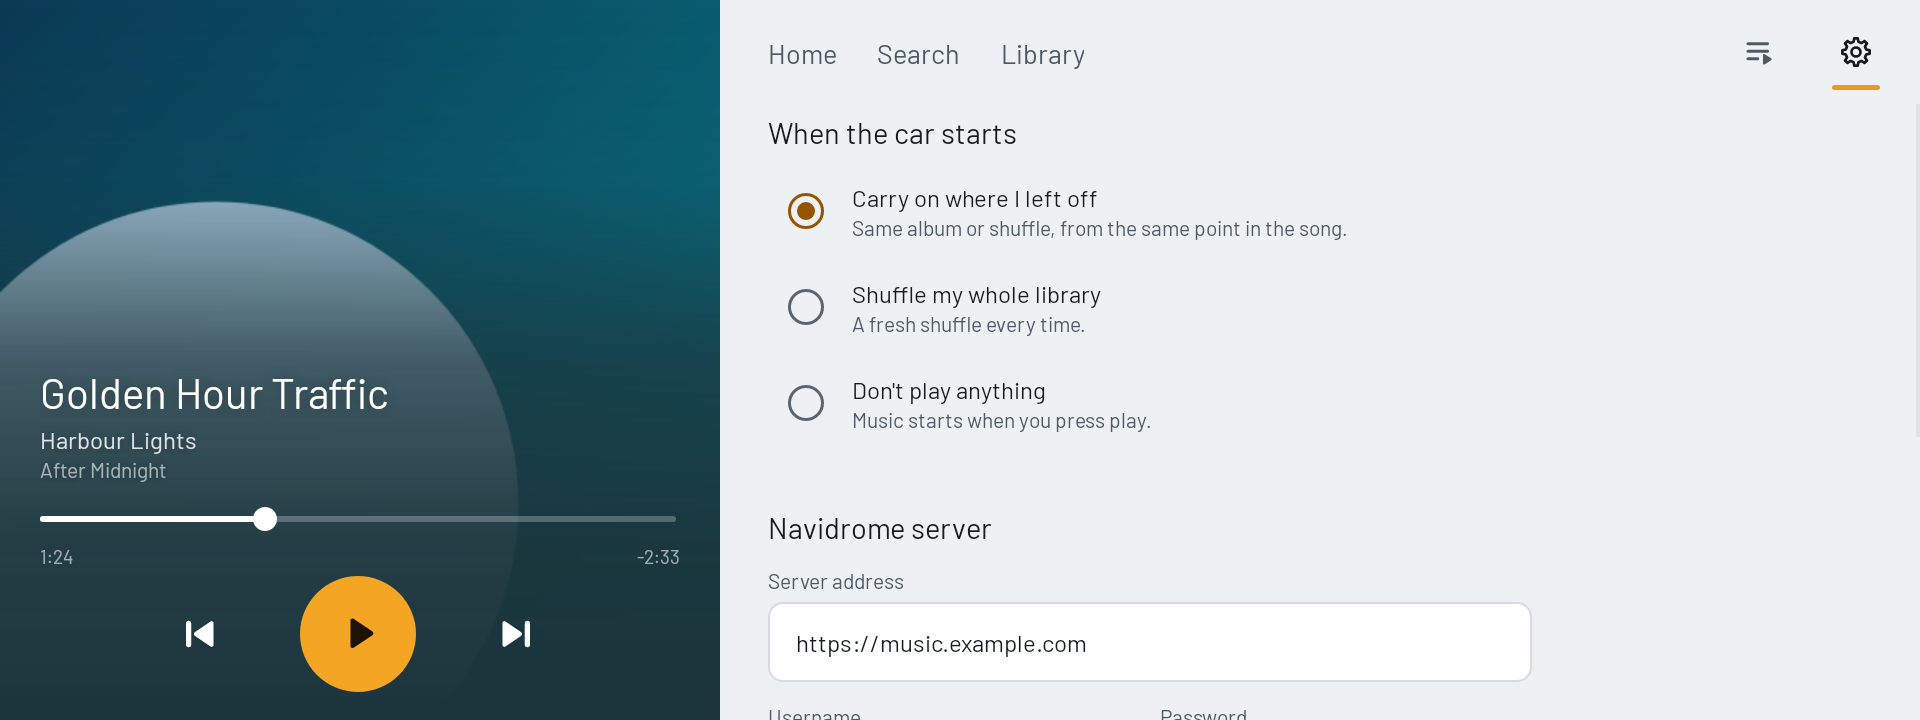 Home Search Library
When the car starts
Carry on where I left off
Same album or shuffle, from the same point in the song.
Shuffle my whole library
A fresh shuffle every time.
Don't play anything
Music starts when you press play.
Golden Hour Traffic
Harbour Lights
After Midnight
1:24
-2:33
Navidrome server
Server address
https://music.example.com
Username
Password